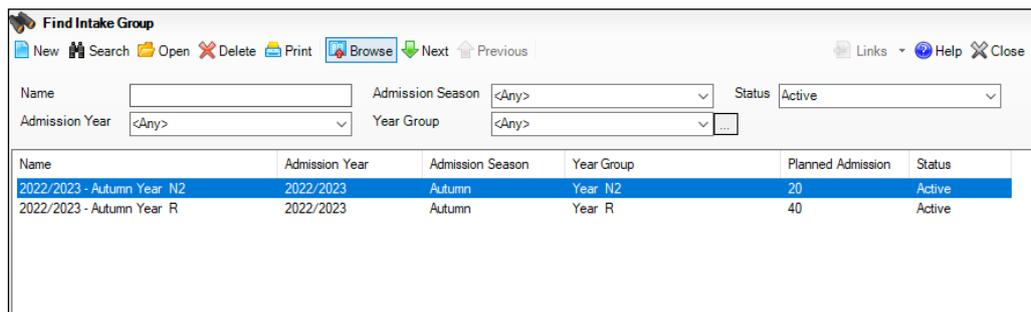 Find Intake Group
New Search Open Delete Print Browse Next Previous Links Help Close
Name Admission Season <Any> Status Active
Admission Year <Any> Year Group <Any> ...
Name Admission Year Admission Season Year Group Planned Admission Status
2022/2023 - Autumn Year N2 2022/2023 Autumn Year N2 20 Active
2022/2023 - Autumn Year R 2022/2023 Autumn Year R 40 Active